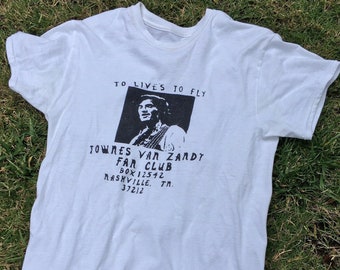 TO LIVES TO FLY
TOWNES VAN ZANDT
FAN CLUB
BOX 12542
NASHVILLE, TN.
37212